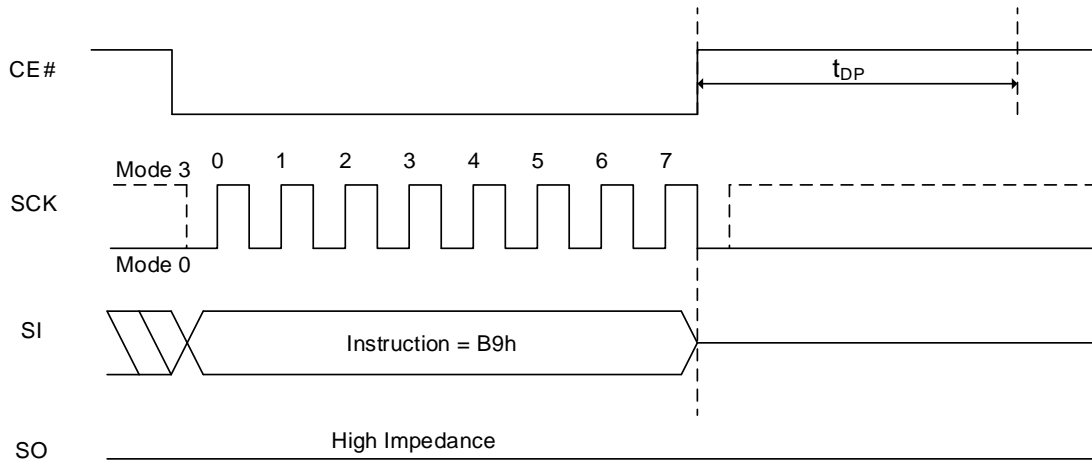 CE#
tDP
Mode 3
0 1 2 3 4 5 6 7
SCK
Mode 0
SI
Instruction = B9h
SO
High Impedance